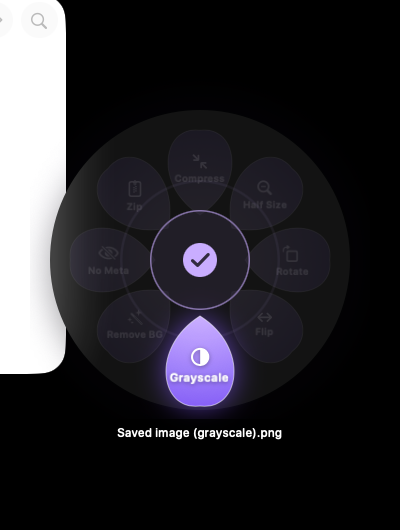 Compress
Zip
Half Size
No Meta
Rotate
Remove BG
Flip
Grayscale
Saved image (grayscale).png